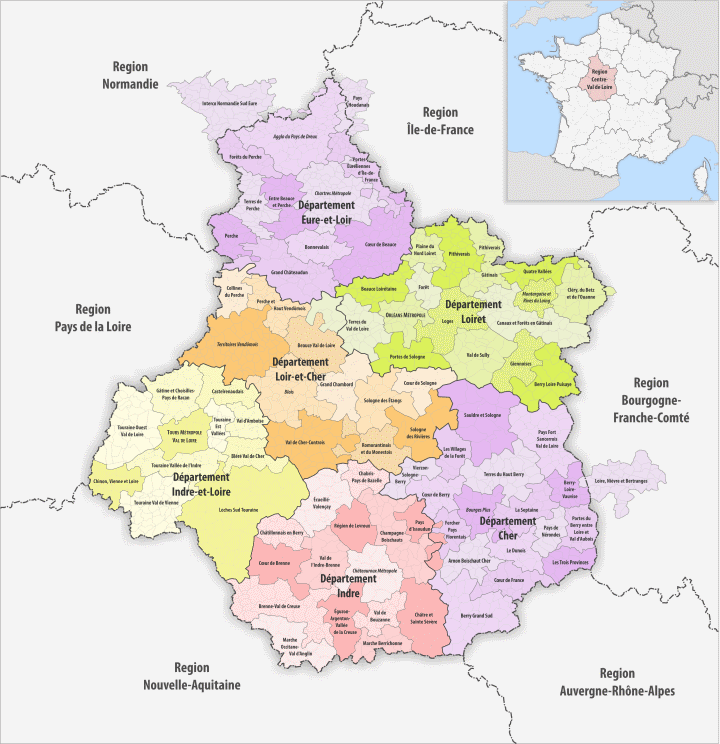 Region
Normandie
Region
Île-de-France
Region
Centre-
Val de Loire
Region
Pays de la Loire
Region
Bourgogne-
Franche-Comté
Region
Nouvelle-Aquitaine
Region
Auvergne-Rhône-Alpes
Interco Normandie Sud Eure
Pays
Houdanais
Agglo du Pays de Dreux
Forêts du Perche
Portes
Euréliennes
d'Île-de-
France
Chartres Métropole
Terres de
Perche
Entre Beauce
et Perche
Département
Eure-et-Loir
Perche
Bonnevalais
Cœur de Beauce
Grand Châteaudun
Plaine du
Nord Loiret
Pithiverais
Pithiverais
Gâtinais
Quatre Vallées
Beauce Loirétaine
Forêt
Montargoise et
Rives du Loing
Cléry, du Betz
et de l'Ouanne
Département
Loiret
Orléans Métropole
Terres du
Val de Loire
Loges
Canaux et Forêts en Gâtinais
Portes de Sologne
Val de Sully
Giennoises
Berry Loire Puisaye
Collines
du Perche
Perche et
Haut Vendômois
Territoires Vendômois
Beauce Val de Loire
Département
Loir-et-Cher
Blois
Grand Chambord
Cœur de Sologne
Sologne des Étangs
Val de Cher-Controis
Romorantinais
et du Monestois
Sologne
des Rivières
Gâtine et Choisilles-
Pays de Racan
Castelrenaudais
Touraine Ouest
Val de Loire
Tours Métropole
Val de Loire
Touraine
Est
Vallées
Val d'Amboise
Bléré Val de Cher
Touraine Vallée de l'Indre
Département
Indre-et-Loire
Chinon, Vienne et Loire
Touraine Val de Vienne
Loches Sud Touraine
Sauldre et Sologne
Pays Fort
Sancerrois
Val de Loire
Les Villages
de la Forêt
Vierzon-
Sologne-
Berry
Terres du Haut Berry
Cœur de Berry
Berry-
Loire-
Vauvise
Bourges Plus
La Septaine
Département
Cher
FerCher
Pays
Florentais
Pays de
Nérondes
Portes du
Berry entre
Loire et
Val d'Aubois
Le Dunois
Arnon Boischaut Cher
Les Trois Provinces
Cœur de France
Berry Grand Sud
Loire, Nièvre et Bertranges
Chabris-
Pays de Bazelle
Écueillé-
Valençay
Région de Levroux
Pays
d'Issoudun
Champagne
Boischauts
Châtillonnais en Berry
Cœur de Brenne
Val de
l'Indre-Brenne
Châteauroux Métropole
Département
Indre
Brenne-Val de Creuse
Éguzon-
Argenton-
Vallée
de la Creuse
Val de
Bouzanne
Châtre et
Sainte Sévère
Marche
Occitane-
Val d'Anglin
Marche Berrichonne